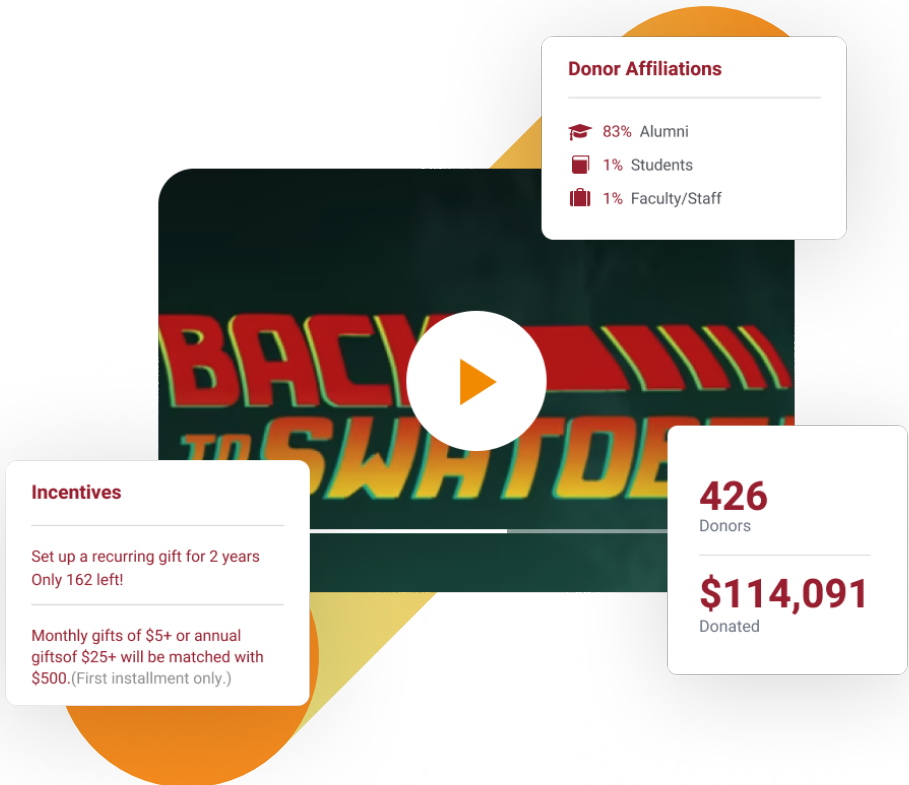 Donor Affiliations
83% Alumni
1% Students
1% Faculty/Staff
BACK
TO SWATOBE
Incentives
Set up a recurring gift for 2 years
Only 162 left!
Monthly gifts of $5+ or annual
giftsof $25+ will be matched with
$500.(First installment only.)
426
Donors
$114,091
Donated